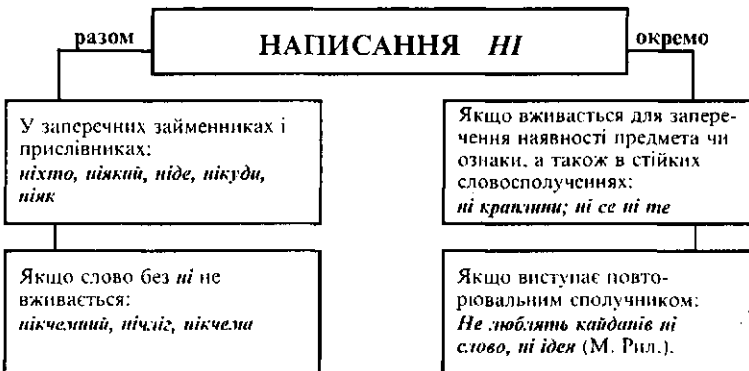 НАПИСАННЯ НІ
разом
У заперечних займенниках і
прислівниках:
ніхто, ніякий, ніде, нікуди,
ніяк
Якщо слово без ні не
вживається:
нікчемний, нічліг, нікчема
окремо
Якщо вживається для запере-
чення наявності предмета чи
ознаки, а також в стійких
словосполученнях:
ні краплини; ні се ні те
Якщо виступає повто-
рювальним сполучником:
Не люблять кайданів ні
слово, ні ідея (М. Рил.).